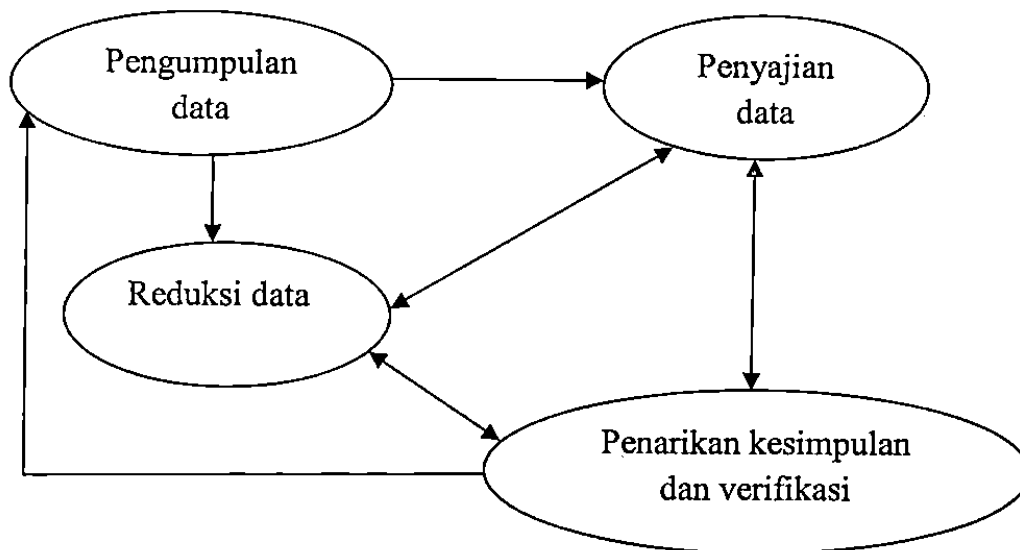 Pengumpulan
data
Penyajian
data
Reduksi data
Penarikan kesimpulan
dan verifikasi